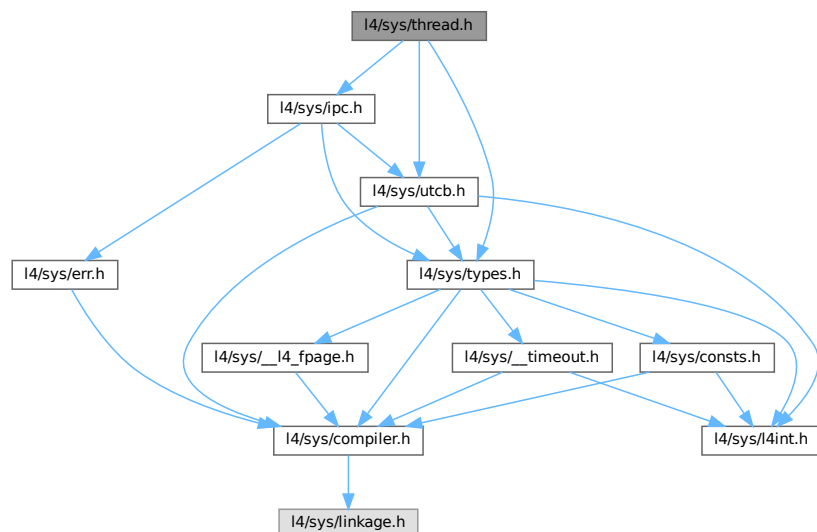 l4/sys/thread.h
l4/sys/ipc.h
l4/sys/utcb.h
l4/sys/err.h
l4/sys/types.h
l4/sys/__l4_fpage.h
l4/sys/__timeout.h
l4/sys/consts.h
l4/sys/compiler.h
l4/sys/l4int.h
l4/sys/linkage.h